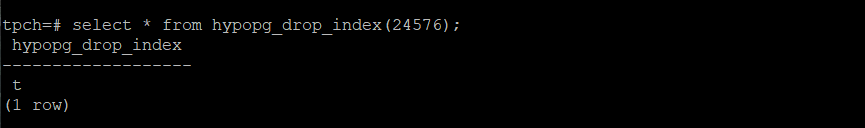 tpch=# select * from hypopg_drop_index(24576);
hypopg_drop_index
-------------------
t
(1 row)